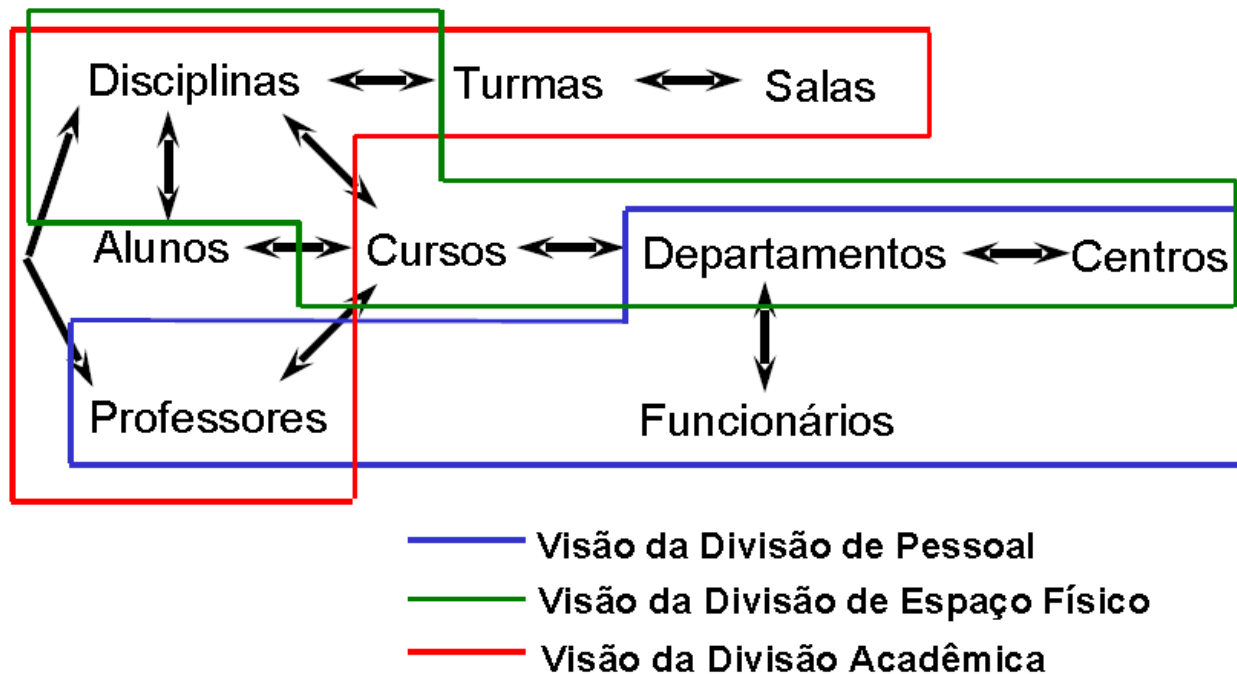 Disciplinas Turmas Salas
Alunos Cursos Departamentos Centros
Professores Funcionários
Visão da Divisão de Pessoal
Visão da Divisão de Espaço Físico
Visão da Divisão Acadêmica